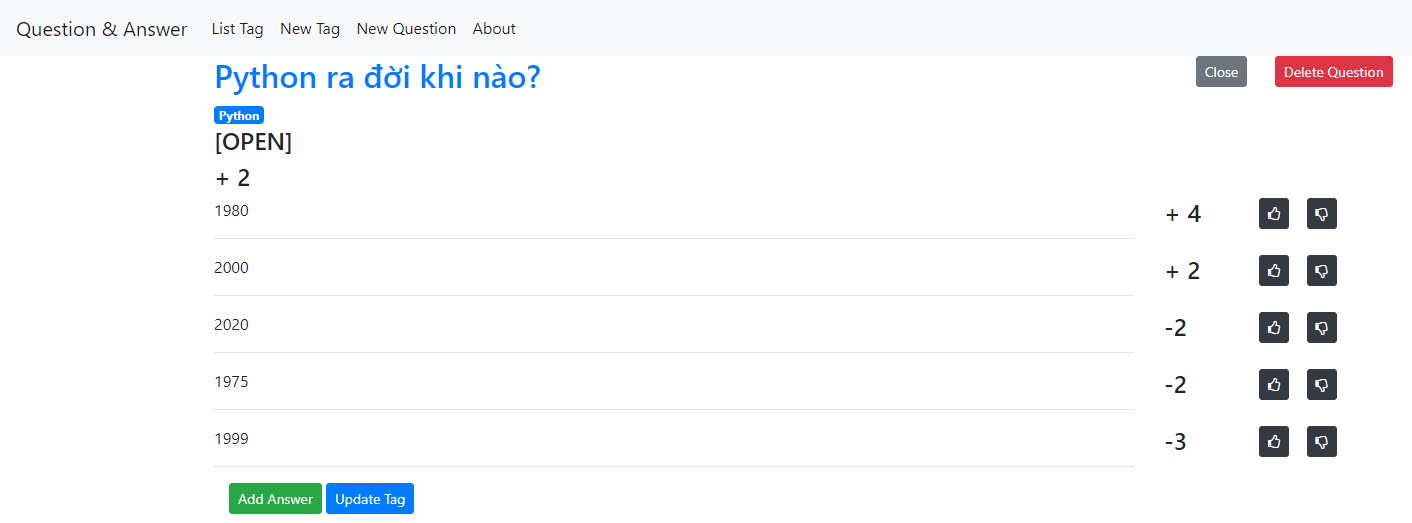 Question & Answer List Tag New Tag New Question About
Python ra đời khi nào? Close Delete Question
Python
[OPEN]
+ 2
1980 + 4
2000 + 2
2020 -2
1975 -2
1999 -3
Add Answer Update Tag